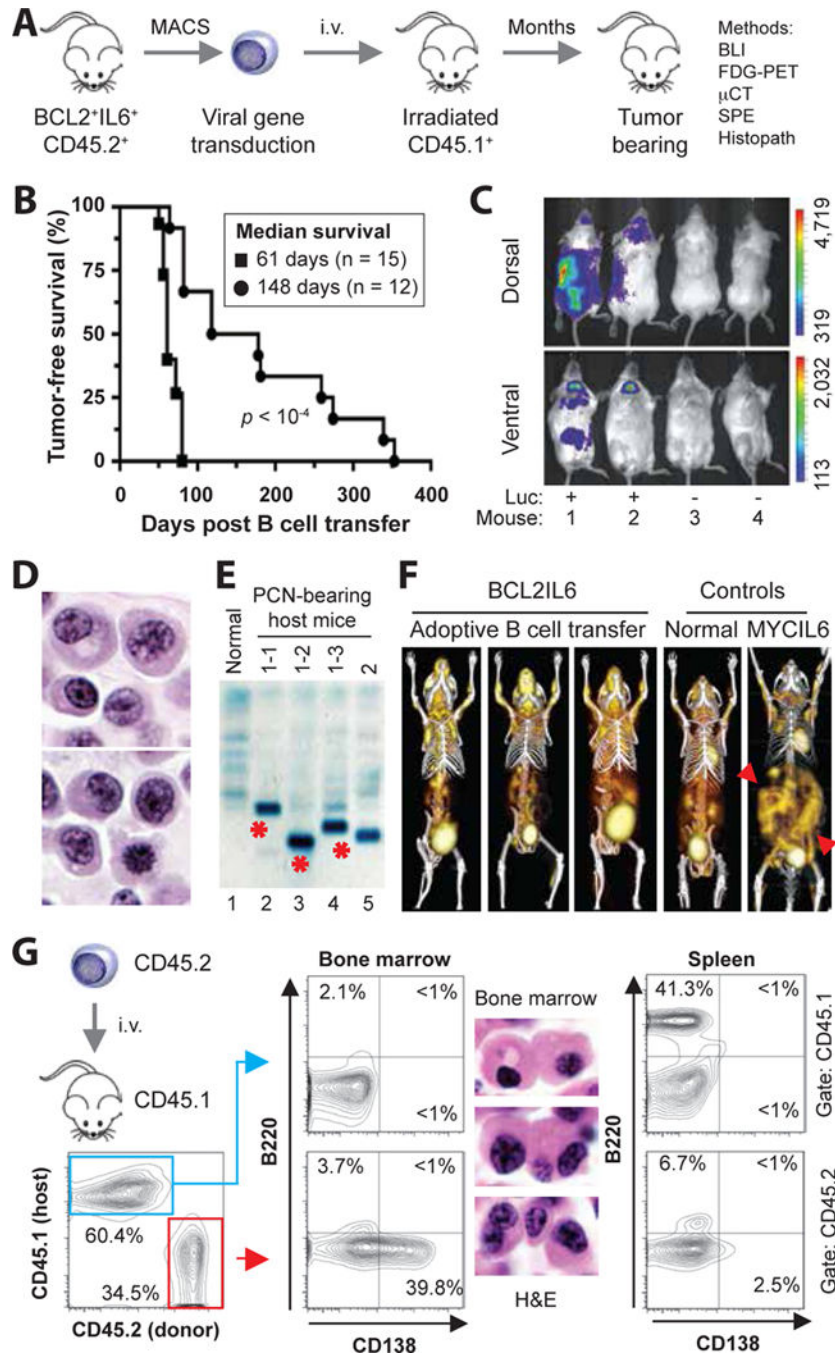 A
MACS
i.v.
Months
BCL2⁺IL6⁺
CD45.2⁺
Viral gene
transduction
Irradiated
CD45.1⁺
Tumor
bearing
Methods:
BLI
FDG-PET
μCT
SPE
Histopath
B
Tumor-free survival (%)
100
75
50
25
0
Median survival
61 days (n = 15)
148 days (n = 12)
p < 10⁻⁴
0 100 200 300 400
Days post B cell transfer
C
Dorsal
4,719
319
Ventral
2,032
113
Luc: + + - -
Mouse: 1 2 3 4
D
E
PCN-bearing
host mice
Normal 1-1 1-2 1-3 2
* * *
1 2 3 4 5
F
BCL2IL6 Controls
Adoptive B cell transfer Normal MYCIL6
G
CD45.2
i.v.
CD45.1
CD45.1 (host)
60.4%
34.5%
CD45.2 (donor)
Bone marrow
B220
2.1% <1%
<1%
3.7% <1%
39.8%
CD138
Bone marrow
H&E
Spleen
B220
41.3% <1%
<1%
Gate: CD45.1
6.7% <1%
2.5%
Gate: CD45.2
CD138